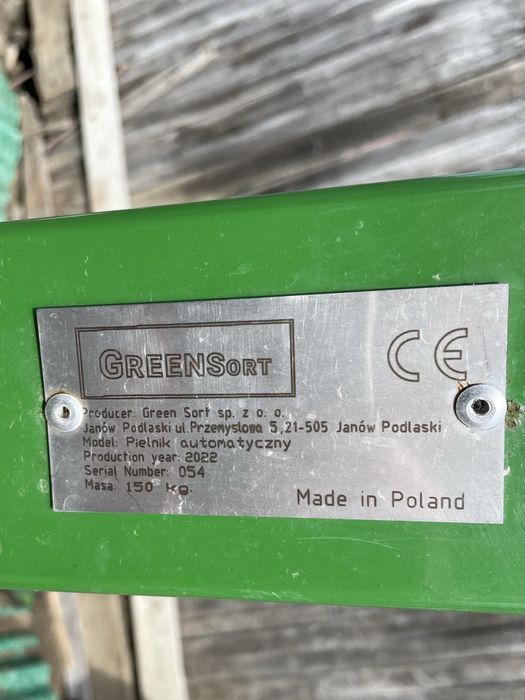 GREENSORT
CE
Producer: Green Sort sp. z o. o.
Janów Podlaski ul. Przemysłowa 5, 21-505 Janów Podlaski
Model: Pielnik automatyczny
Production year: 2022
Serial Number: 054
Masa: 150 kg.
Made in Poland